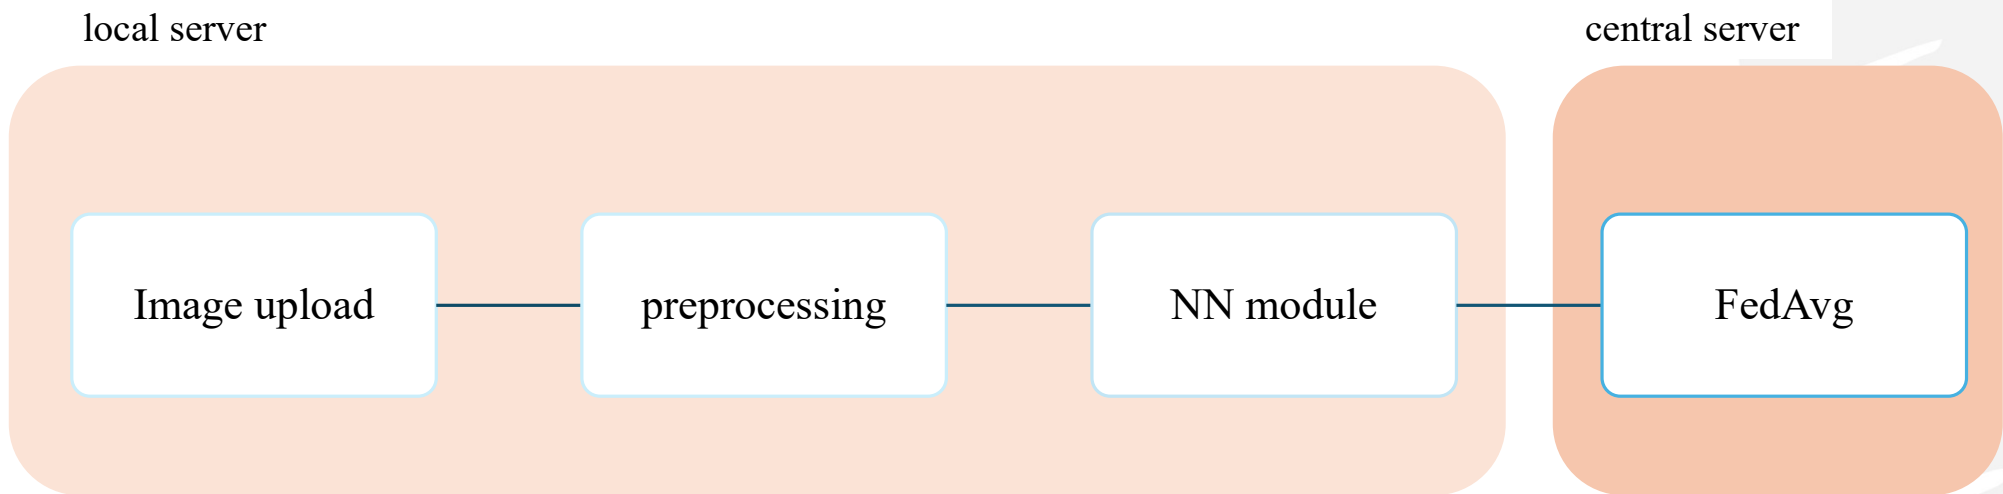 local server
central server
Image upload
preprocessing
NN module
FedAvg